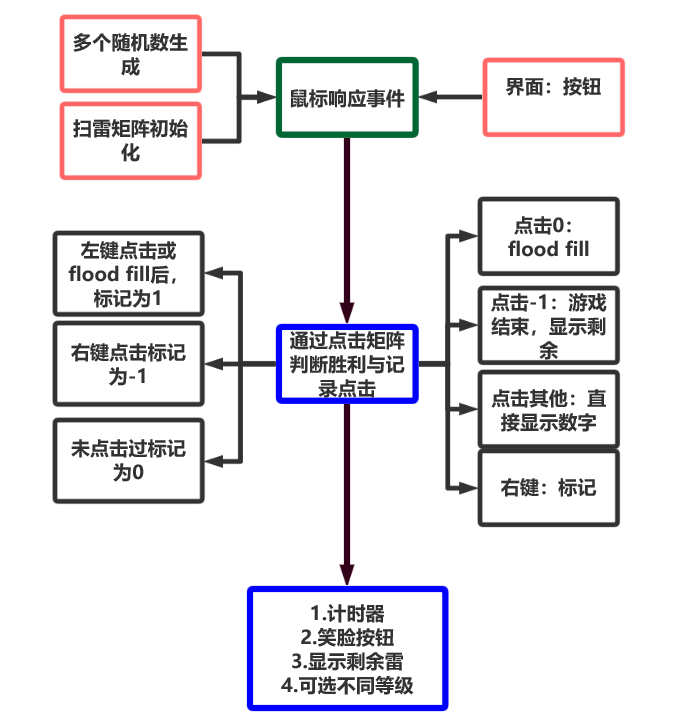 多个随机数生
成
扫雷矩阵初始
化
鼠标响应事件
界面：按钮
左键点击或
flood fill后，
标记为1
右键点击标记
为-1
未点击过标记
为0
通过点击矩阵
判断胜利与记
录点击
点击0：
flood fill
点击-1：游戏
结束，显示剩
余
点击其他：直
接显示数字
右键：标记
1.计时器
2.笑脸按钮
3.显示剩余雷
4.可选不同等级